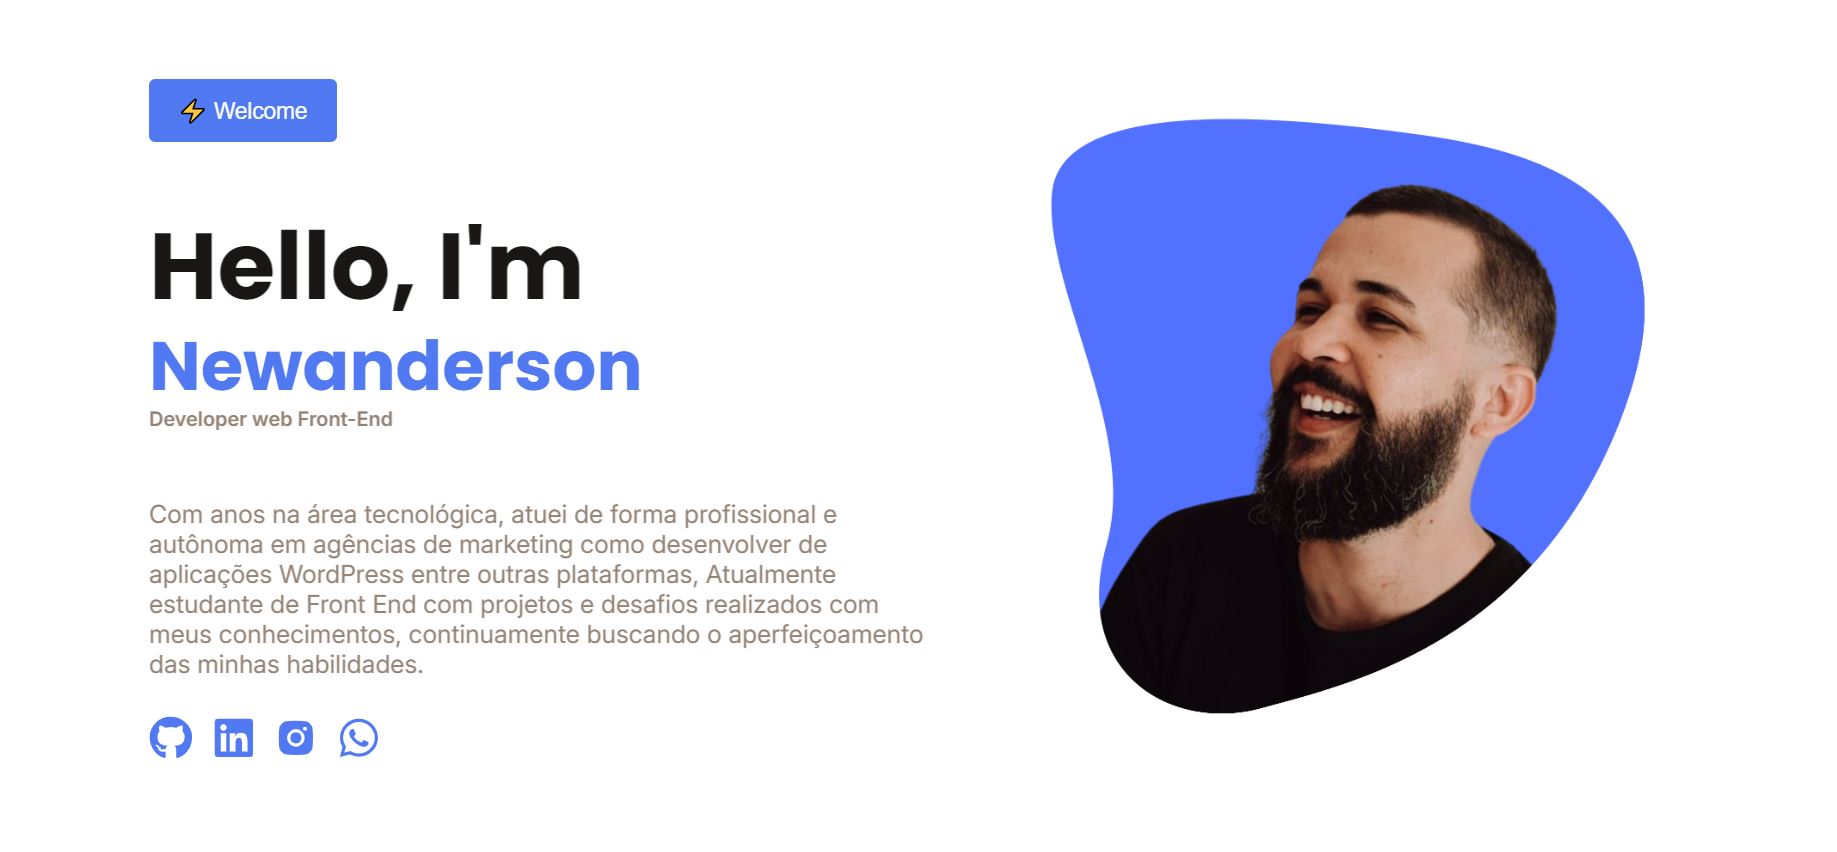 ⚡ Welcome
Hello, I'm
Newanderson
Developer web Front-End
Com anos na área tecnológica, atuei de forma profissional e
autônoma em agências de marketing como desenvolver de
aplicações WordPress entre outras plataformas, Atualmente
estudante de Front End com projetos e desafios realizados com
meus conhecimentos, continuamente buscando o aperfeiçoamento
das minhas habilidades.
in